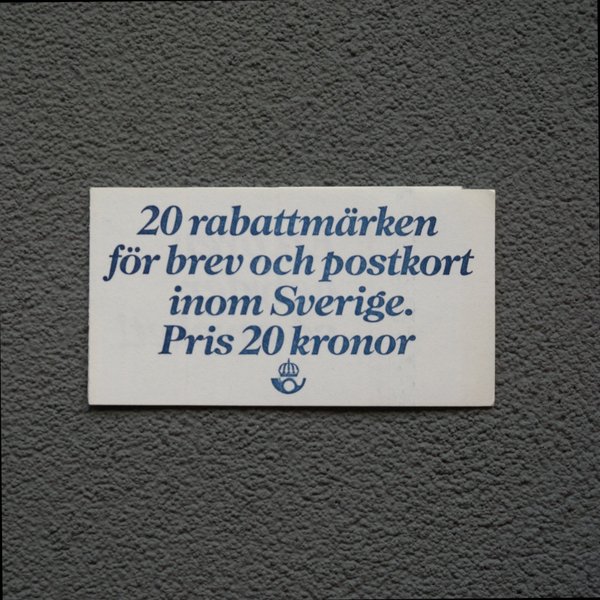 20 rabattmärken
för brev och postkort
inom Sverige.
Pris 20 kronor